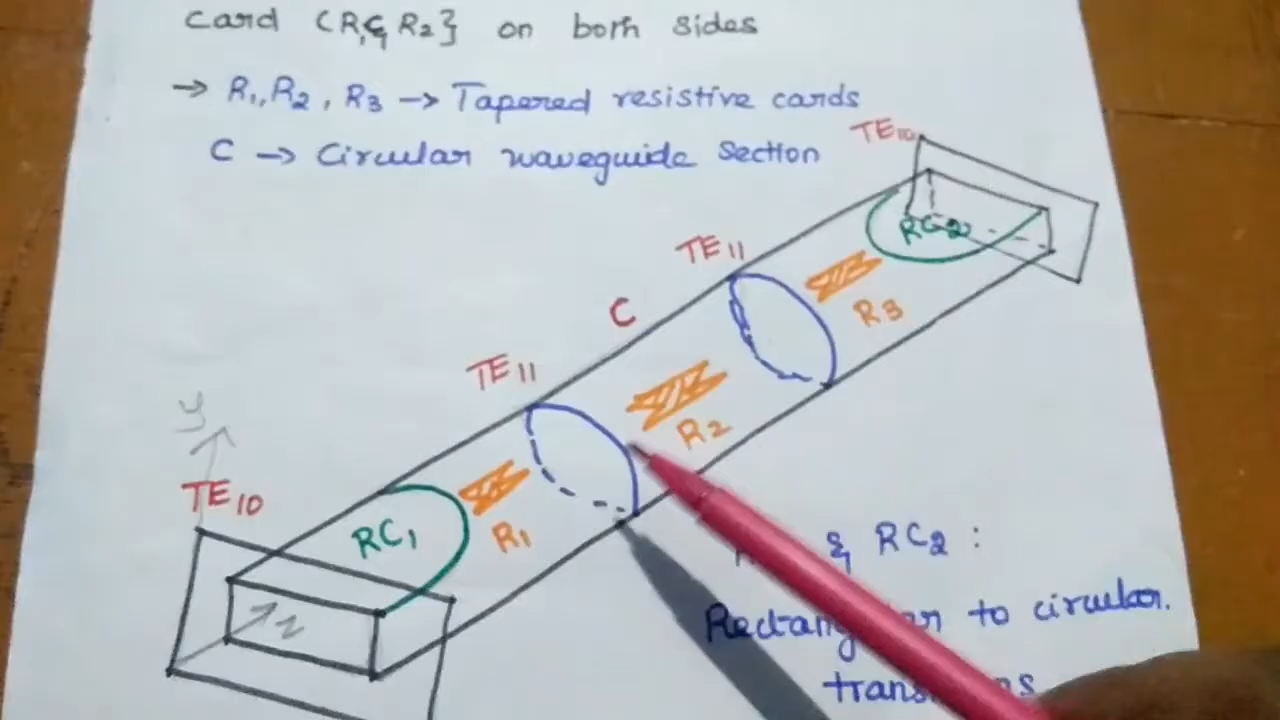 Card (R1 & R2} on both sides
→ R1, R2, R3 → Tapered resistive cards
C → Circular waveguide Section
TE10
TE11
C
R3
RC2
TE11
R2
y
TE10
RC1
R1
z
& RC2 :
to circular.